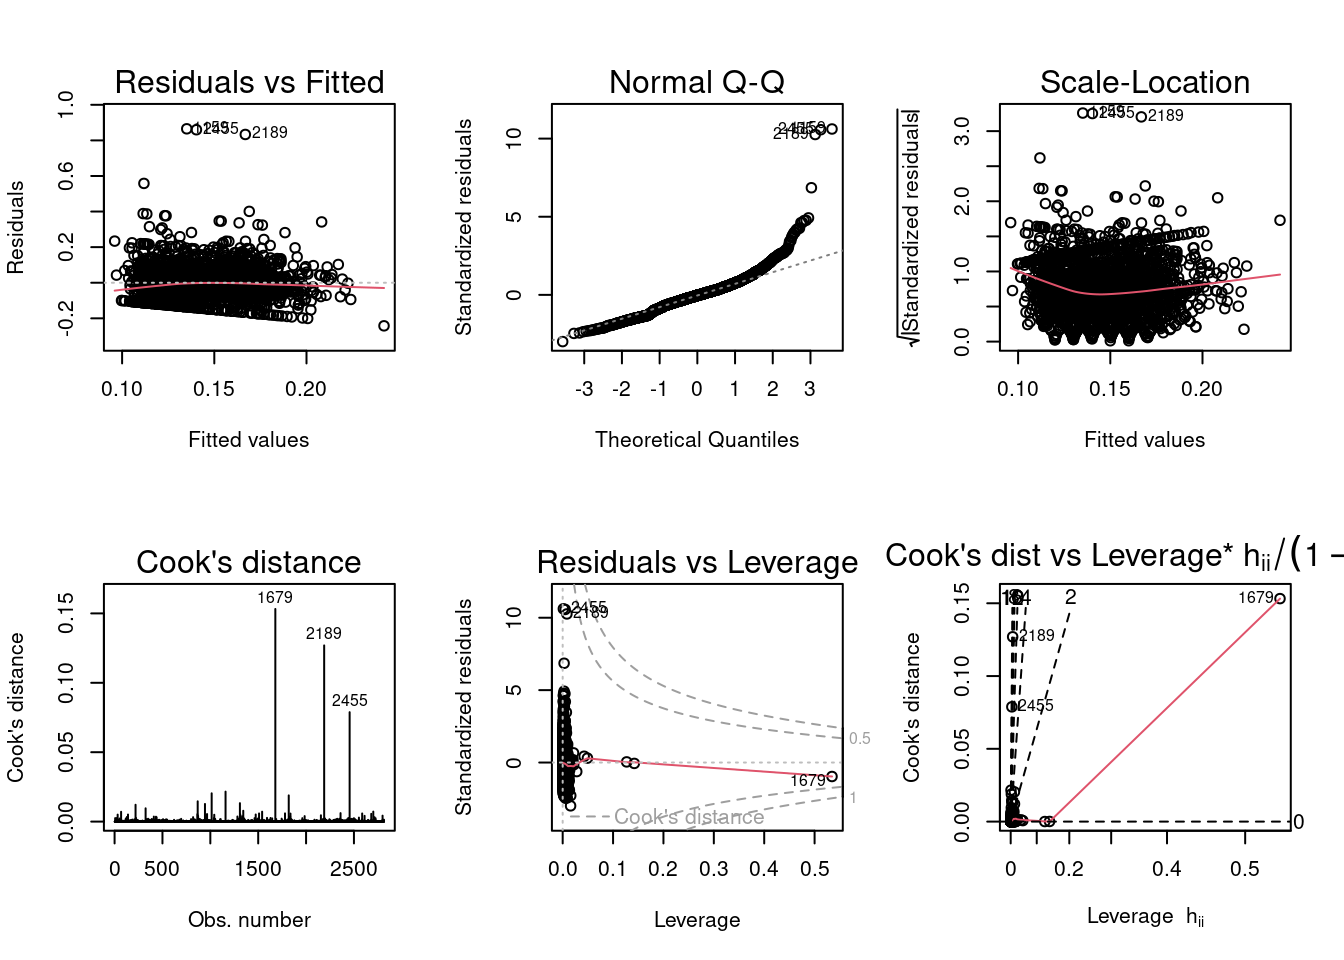 Residuals vs Fitted
Residuals
-0.2 0.2 0.6 1.0
2455
2189
0.10 0.15 0.20
Fitted values
Normal Q-Q
Standardized residuals
0 5 10
2189
-3 -2 -1 0 1 2 3
Theoretical Quantiles
Scale-Location
√|Standardized residuals|
0.0 1.0 2.0 3.0
2455
2189
0.10 0.15 0.20
Fitted values
Cook's distance
Cook's distance
0.00 0.05 0.10 0.15
1679
2189
2455
0 500 1500 2500
Obs. number
Residuals vs Leverage
Standardized residuals
0 5 10
2455
2189
0.5
1679
1
Cook's distance
0.0 0.1 0.2 0.3 0.4 0.5
Leverage
Cook's dist vs Leverage* hii/(1 −
Cook's distance
0.00 0.05 0.10 0.15
2
1679
2189
2455
0
0 0.2 0.4 0.5
Leverage hii